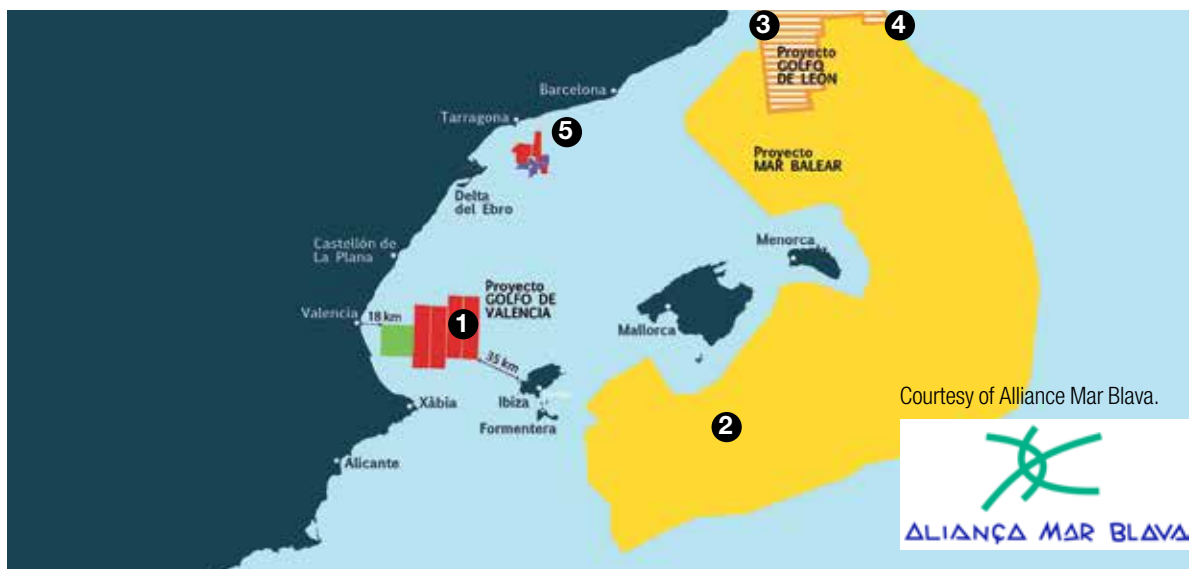 3
4
Proyecto
GOLFO
DE LEÓN
Barcelona
Tarragona
5
Proyecto
MAR BALEAR
Delta
del Ebro
Menorca
Castellón de
La Plana
Proyecto
GOLFO DE
VALENCIA
Valencia
18 km
1
Mallorca
35 km
Ibiza
Xàbia
Formentera
Courtesy of Alliance Mar Blava.
2
Alicante
ALIANÇA MAR BLAVA